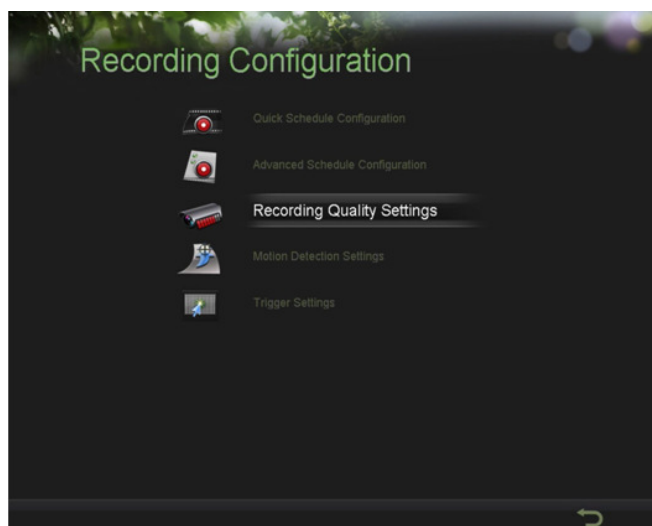 Recording Configuration
Quick Schedule Configuration
Advanced Schedule Configuration
Recording Quality Settings
Motion Detection Settings
Trigger Settings